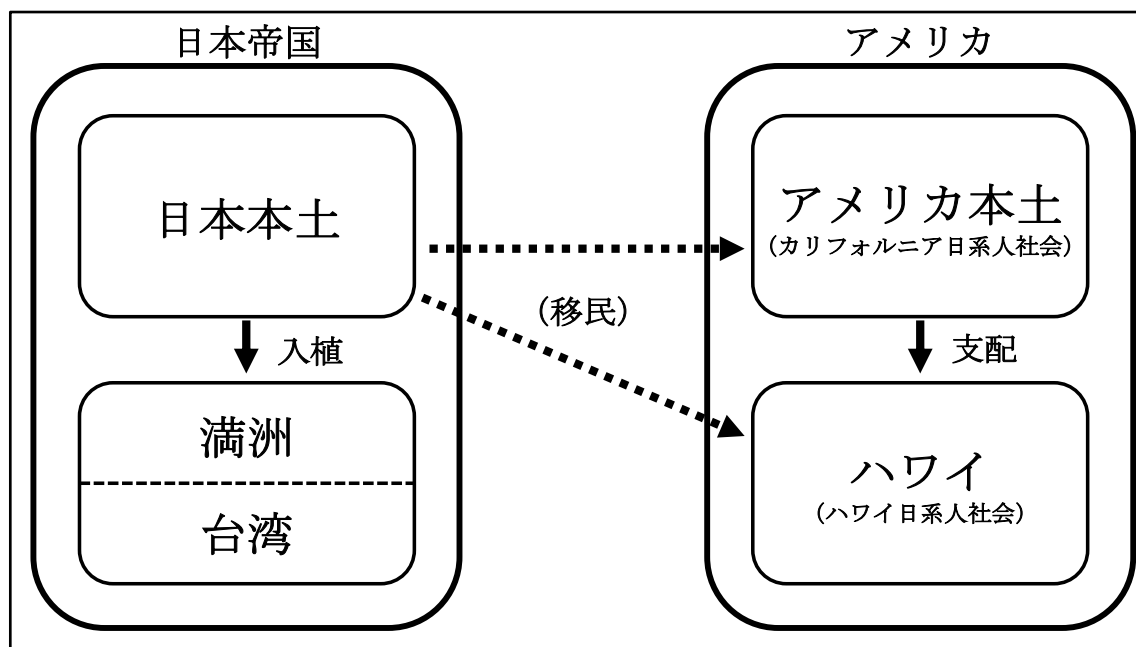 日本帝国
日本本土
入植
満洲
台湾
(移民)
アメリカ
アメリカ本土
(カリフォルニア日系人社会)
支配
ハワイ
(ハワイ日系人社会)